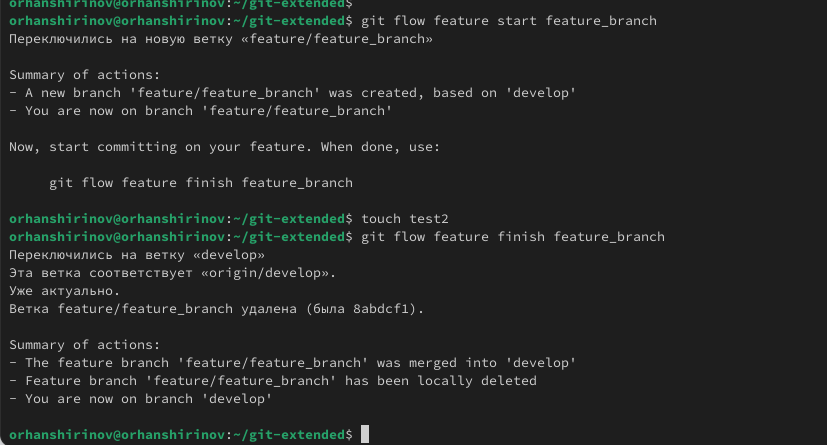 orhanshirinov@orhanshirinov:~/git-extended$
orhanshirinov@orhanshirinov:~/git-extended$ git flow feature start feature_branch
Переключились на новую ветку «feature/feature_branch»
Summary of actions:
- A new branch 'feature/feature_branch' was created, based on 'develop'
- You are now on branch 'feature/feature_branch'
Now, start committing on your feature. When done, use:
git flow feature finish feature_branch
orhanshirinov@orhanshirinov:~/git-extended$ touch test2
orhanshirinov@orhanshirinov:~/git-extended$ git flow feature finish feature_branch
Переключились на ветку «develop»
Эта ветка соответствует «origin/develop».
Уже актуально.
Ветка feature/feature_branch удалена (была 8abdcf1).
Summary of actions:
- The feature branch 'feature/feature_branch' was merged into 'develop'
- Feature branch 'feature/feature_branch' has been locally deleted
- You are now on branch 'develop'
orhanshirinov@orhanshirinov:~/git-extended$